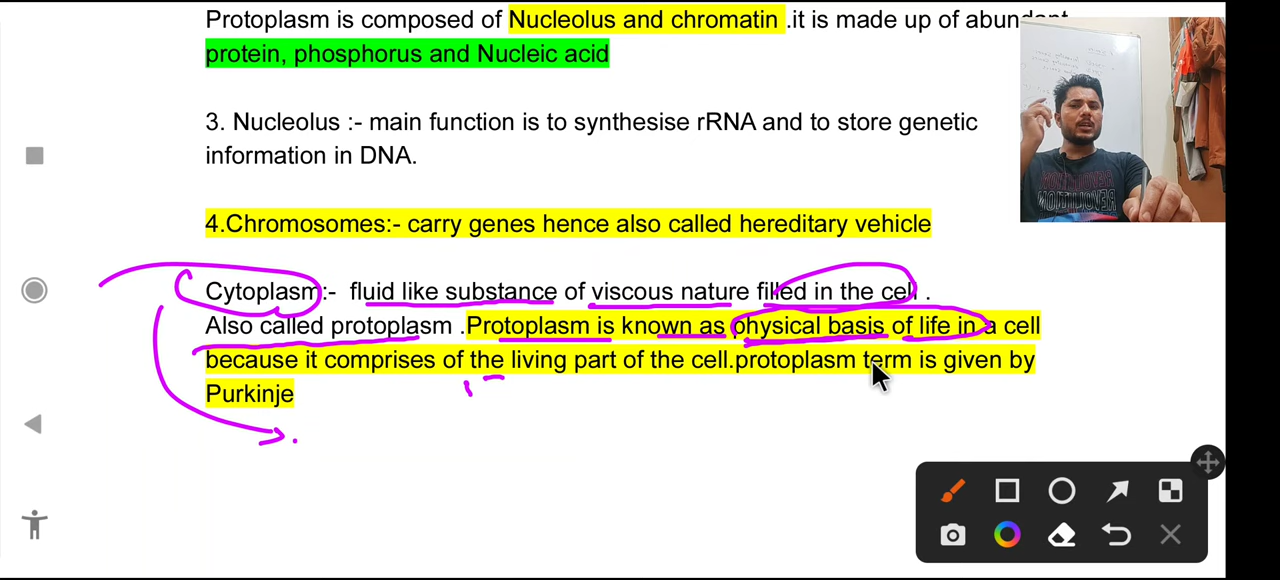 Protoplasm is composed of Nucleolus and chromatin .it is made up of abundant
protein, phosphorus and Nucleic acid
3. Nucleolus :- main function is to synthesise rRNA and to store genetic
information in DNA.
4.Chromosomes:- carry genes hence also called hereditary vehicle
Cytoplasm:- fluid like substance of viscous nature filled in the cell .
Also called protoplasm .Protoplasm is known as physical basis of life in a cell
because it comprises of the living part of the cell.protoplasm term is given by
Purkinje